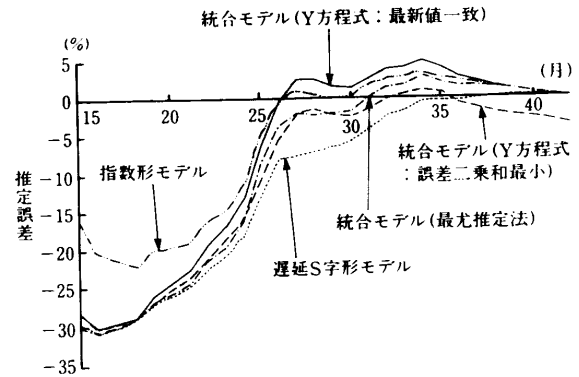 統合モデル(Y方程式：最新値一致)
(%)
5
0
-5
-10
-15
-20
-25
-30
-35
(月)
15
20
25
30
35
40
推定誤差
指数形モデル
統合モデル(Y方程式
：誤差二乗和最小)
統合モデル(最尤推定法)
遅延S字形モデル